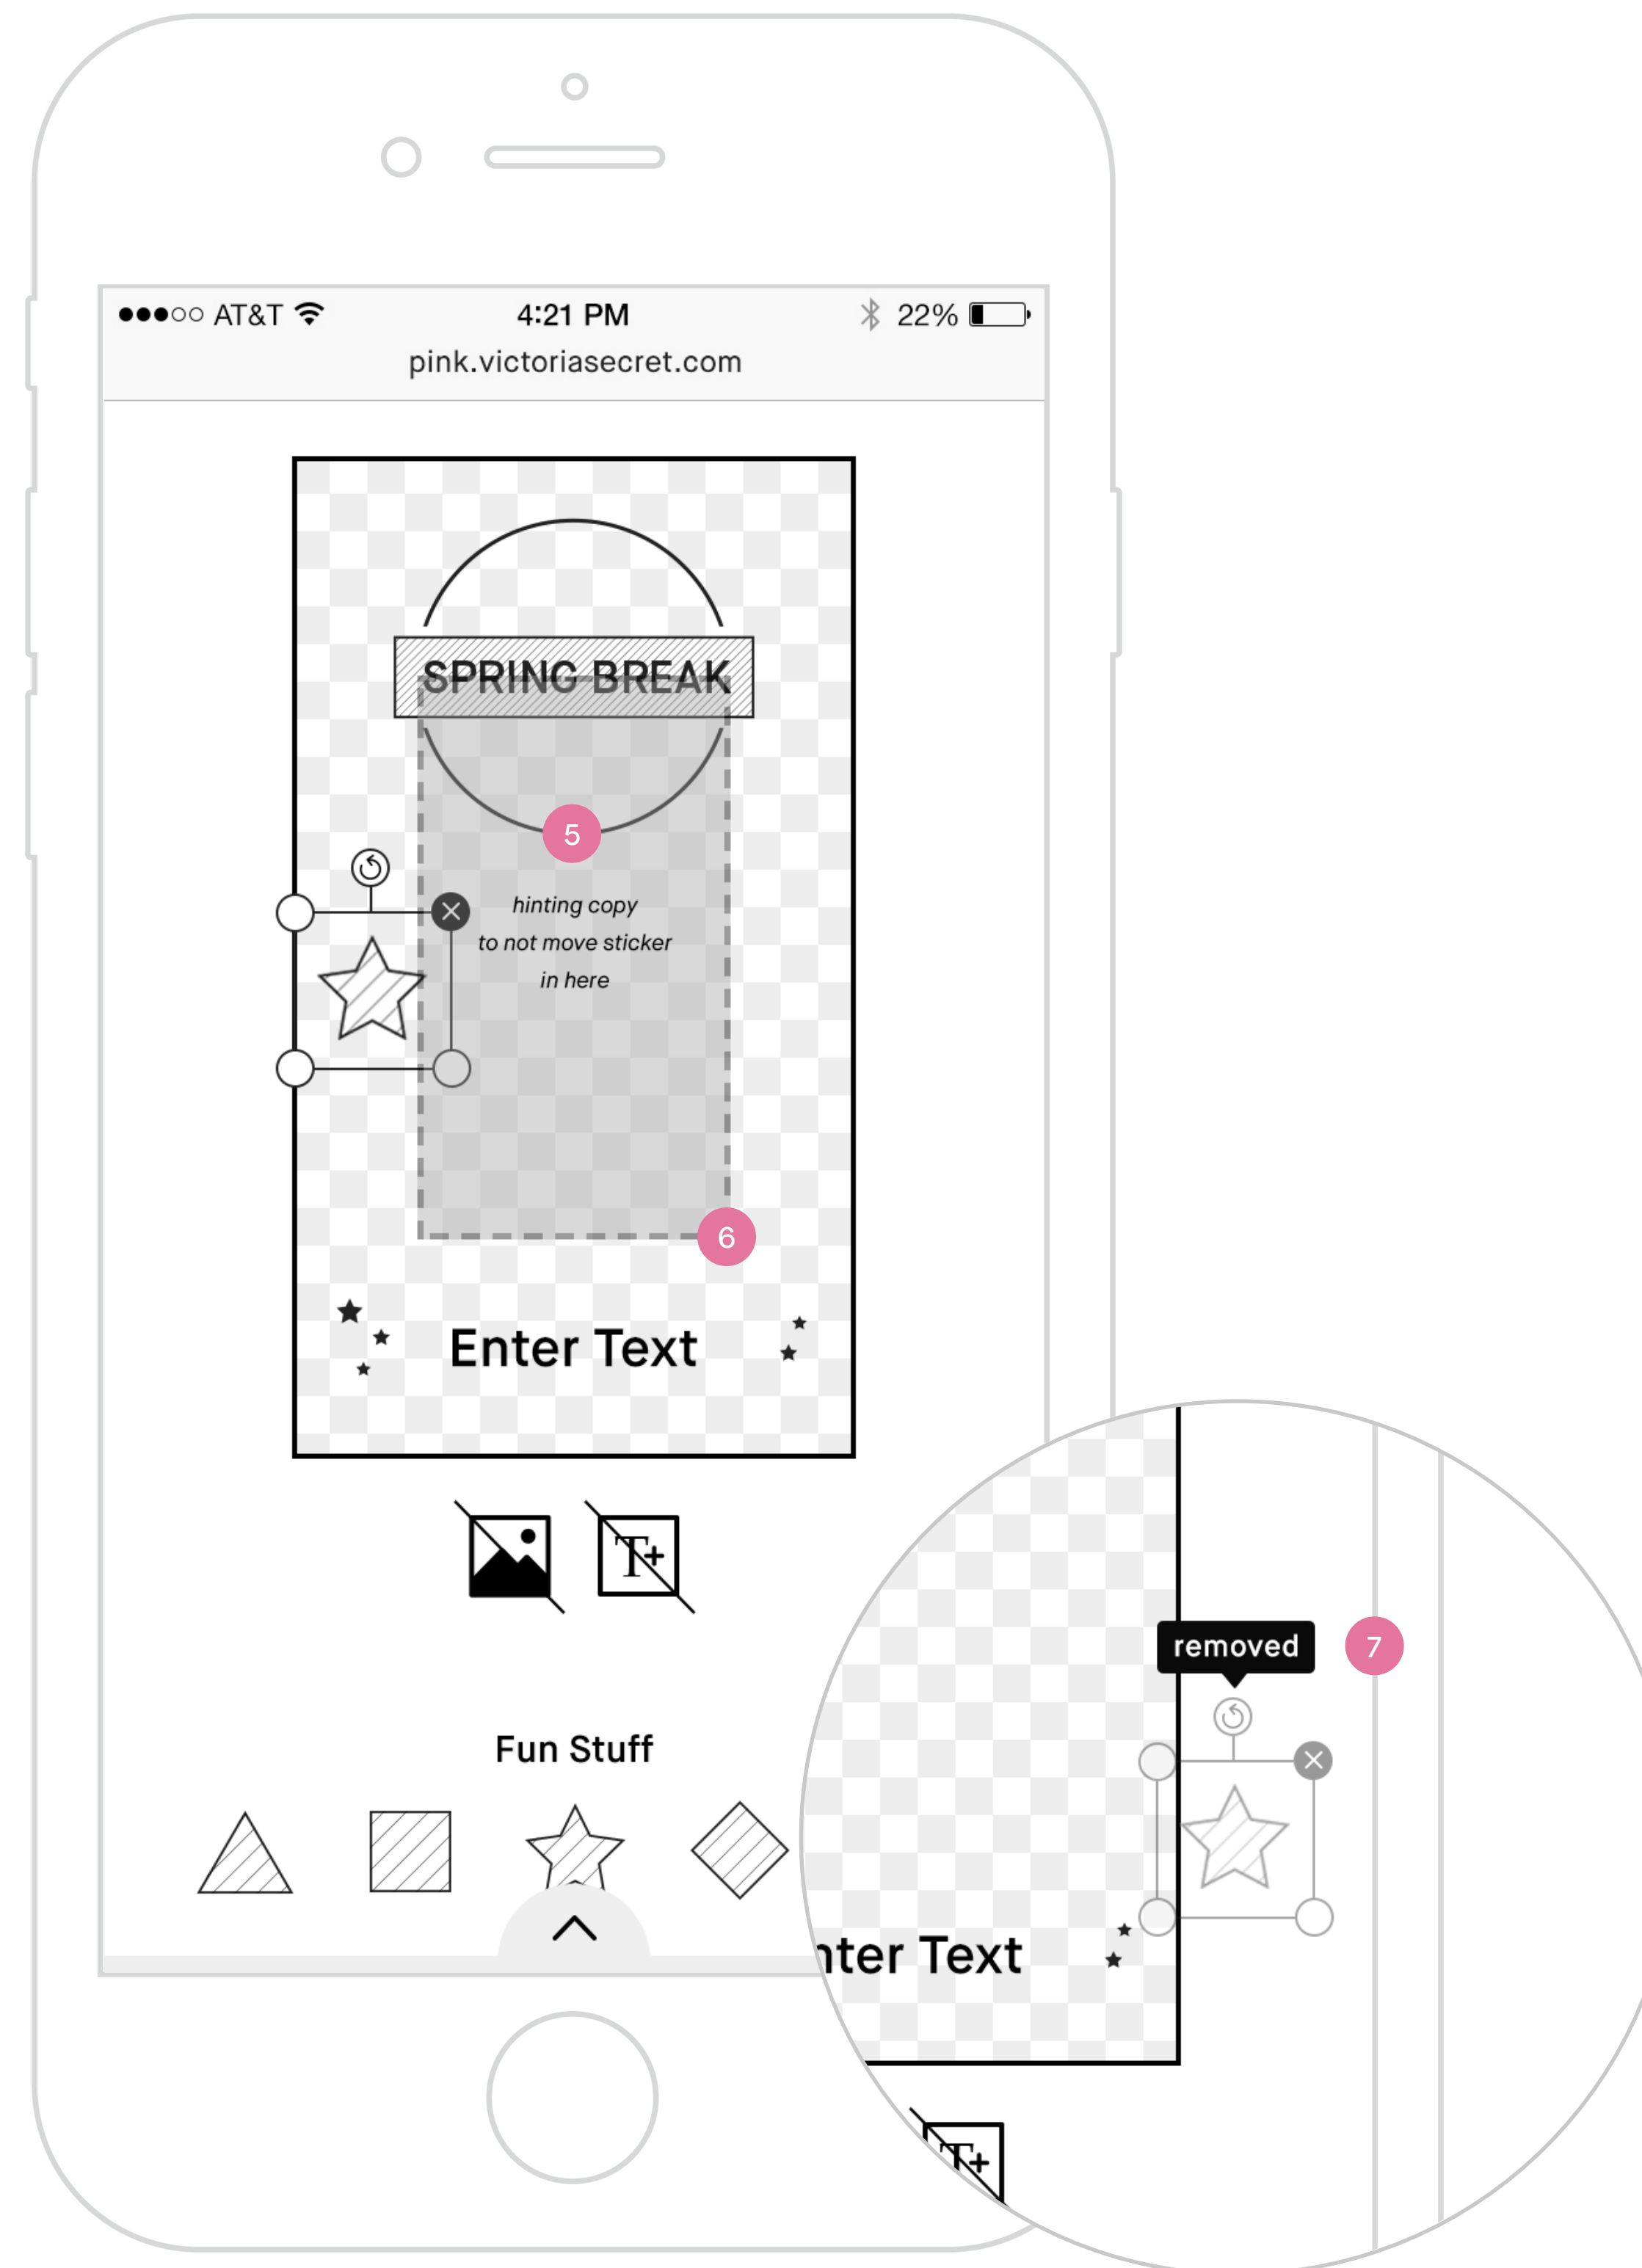 AT&T 4:21 PM 22%
pink.victoriasecret.com
SPRING BREAK
5
hinting copy
to not move sticker
in here
6
Enter Text
T+
removed
7
Fun Stuff
nter Text
T+